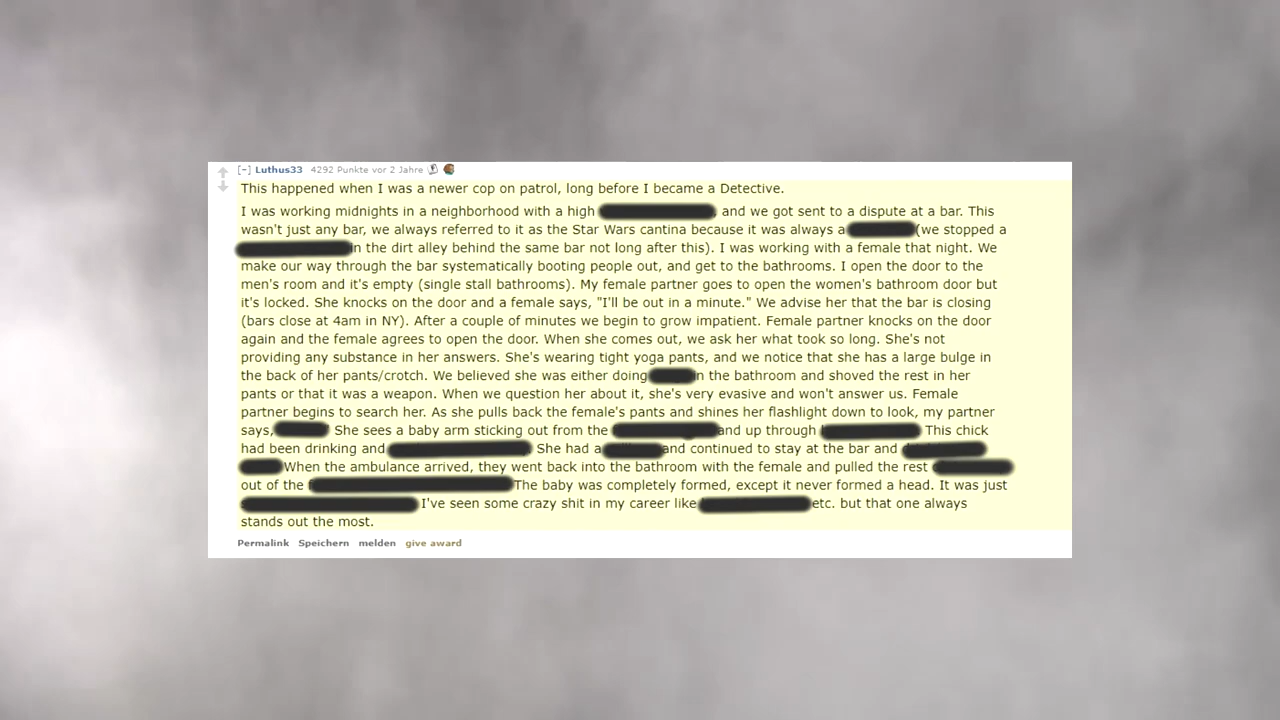 [-] Luthus33 4292 Punkte vor 2 Jahre
This happened when I was a newer cop on patrol, long before I became a Detective.
I was working midnights in a neighborhood with a high and we got sent to a dispute at a bar. This
wasn't just any bar, we always referred to it as the Star Wars cantina because it was always a (we stopped a
in the dirt alley behind the same bar not long after this). I was working with a female that night. We
make our way through the bar systematically booting people out, and get to the bathrooms. I open the door to the
men's room and it's empty (single stall bathrooms). My female partner goes to open the women's bathroom door but
it's locked. She knocks on the door and a female says, "I'll be out in a minute." We advise her that the bar is closing
(bars close at 4am in NY). After a couple of minutes we begin to grow impatient. Female partner knocks on the door
again and the female agrees to open the door. When she comes out, we ask her what took so long. She's not
providing any substance in her answers. She's wearing tight yoga pants, and we notice that she has a large bulge in
the back of her pants/crotch. We believed she was either doing in the bathroom and shoved the rest in her
pants or that it was a weapon. When we question her about it, she's very evasive and won't answer us. Female
partner begins to search her. As she pulls back the female's pants and shines her flashlight down to look, my partner
says, She sees a baby arm sticking out from the and up through This chick
had been drinking and She had a and continued to stay at the bar and
When the ambulance arrived, they went back into the bathroom with the female and pulled the rest
out of the The baby was completely formed, except it never formed a head. It was just
I've seen some crazy shit in my career like etc. but that one always
stands out the most.
Permalink Speichern melden give award